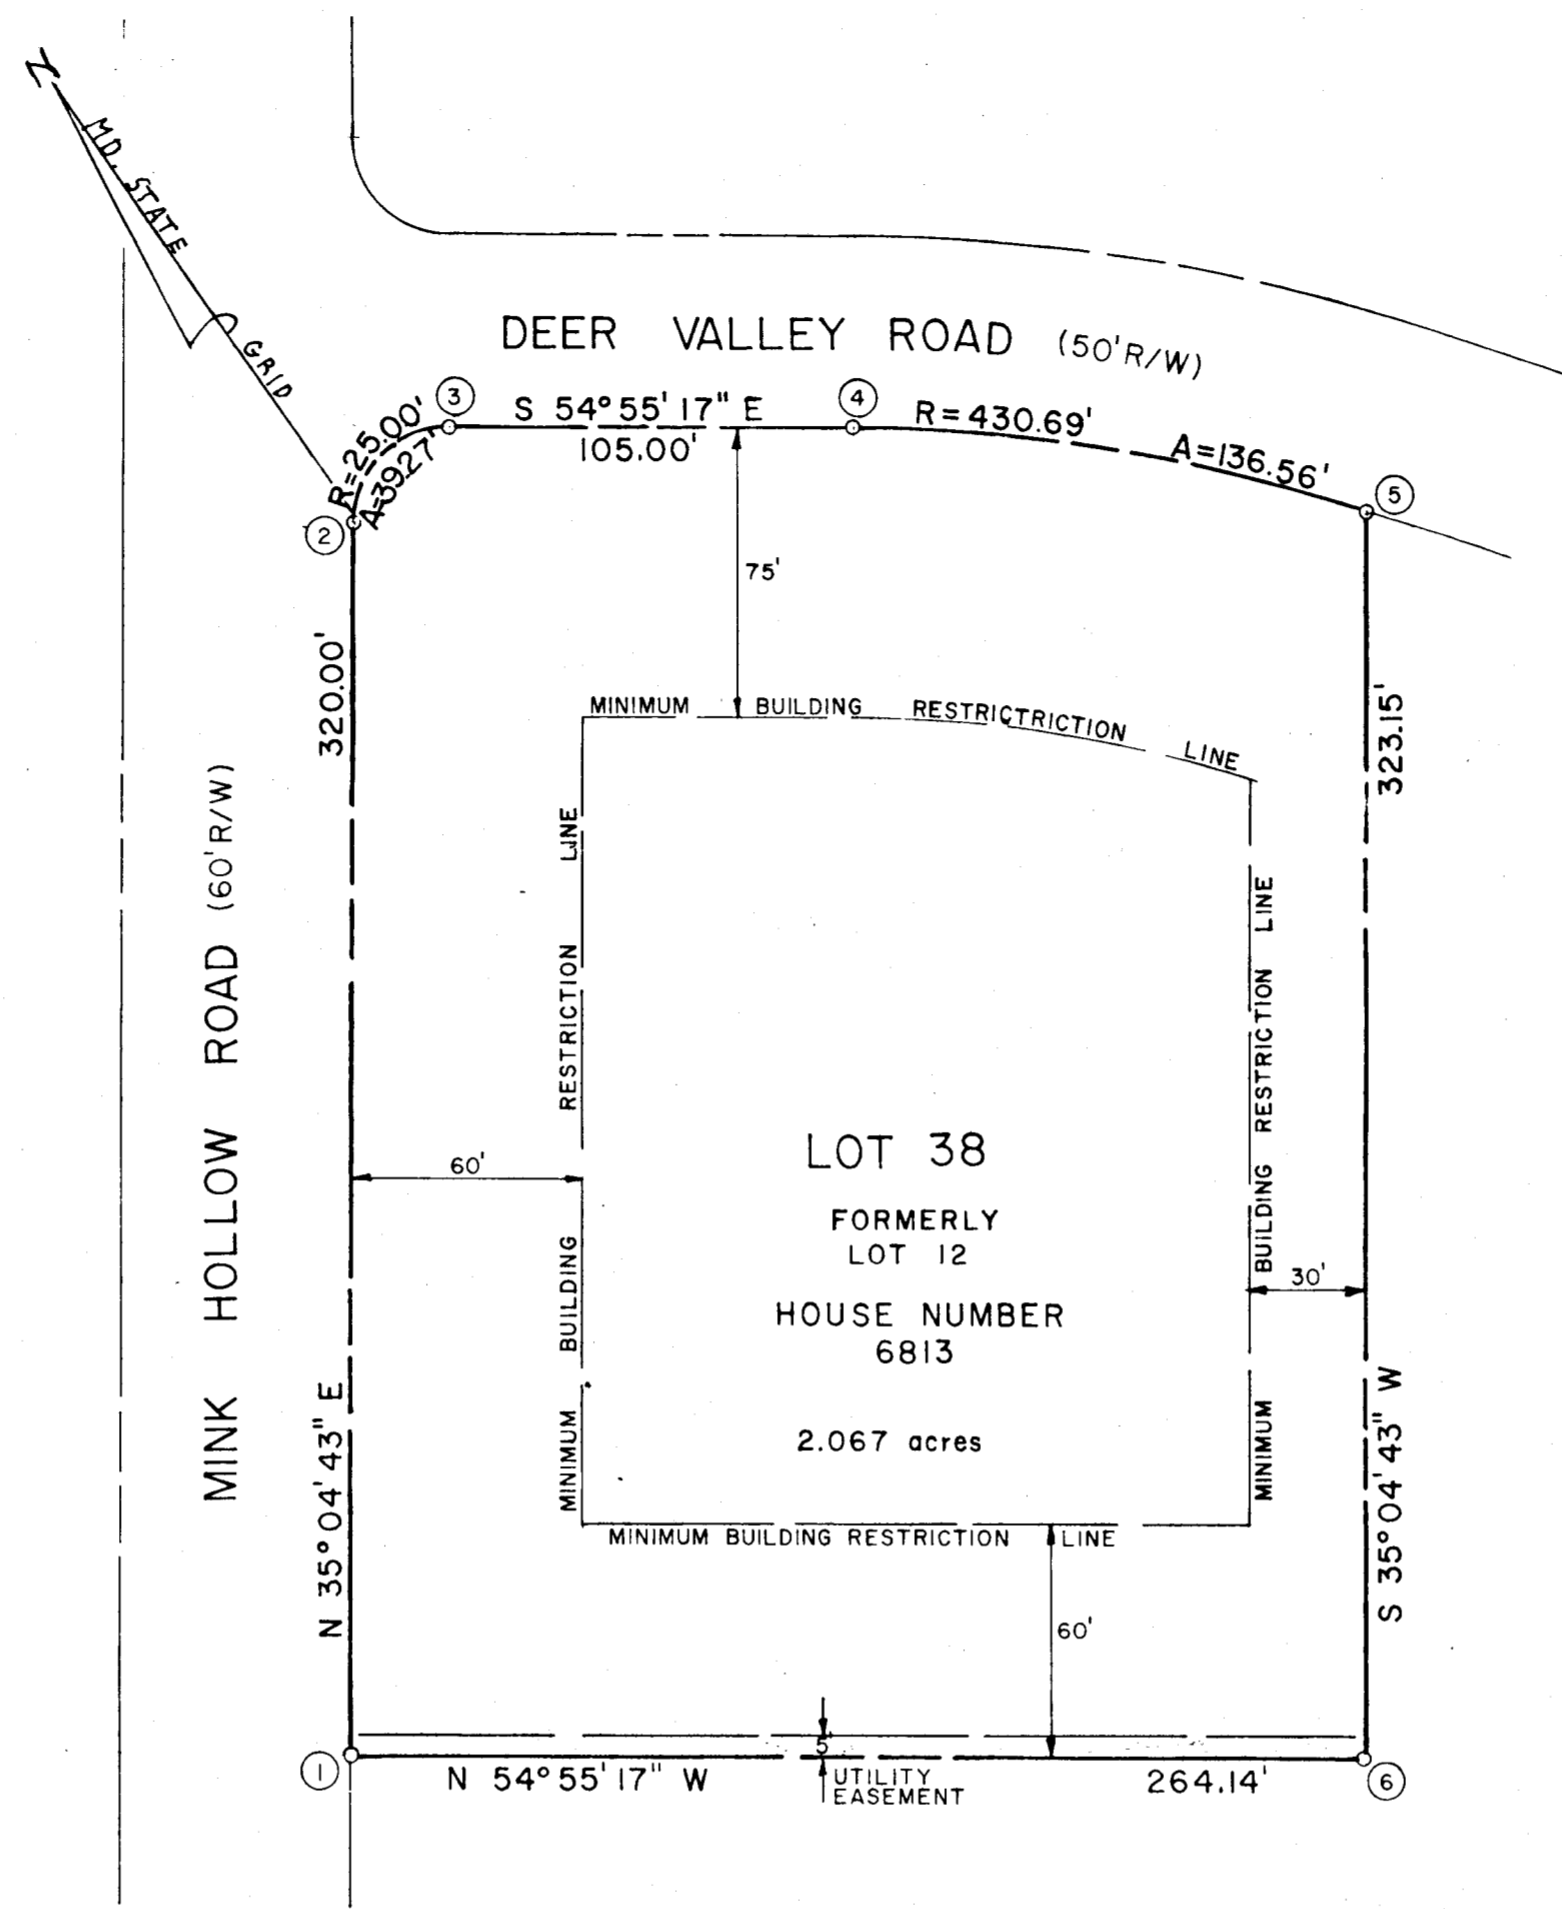 N
MD. STATE GRID
DEER VALLEY ROAD (50' R/W)
3
S 54° 55' 17" E
105.00'
4
R=430.69'
A=136.56'
5
R=25.00'
A=39.27'
2
75'
320.00'
323.15'
MINIMUM BUILDING RESTRICTRICTION LINE
MINK HOLLOW ROAD (60' R/W)
MINIMUM BUILDING RESTRICTION LINE
MINIMUM BUILDING RESTRICTION LINE
LOT 38
60'
FORMERLY
LOT 12
30'
HOUSE NUMBER
6813
N 35° 04' 43" E
S 35° 04' 43" W
2.067 acres
MINIMUM BUILDING RESTRICTION LINE
60'
5'
1
N 54° 55' 17" W
UTILITY
EASEMENT
264.14'
6